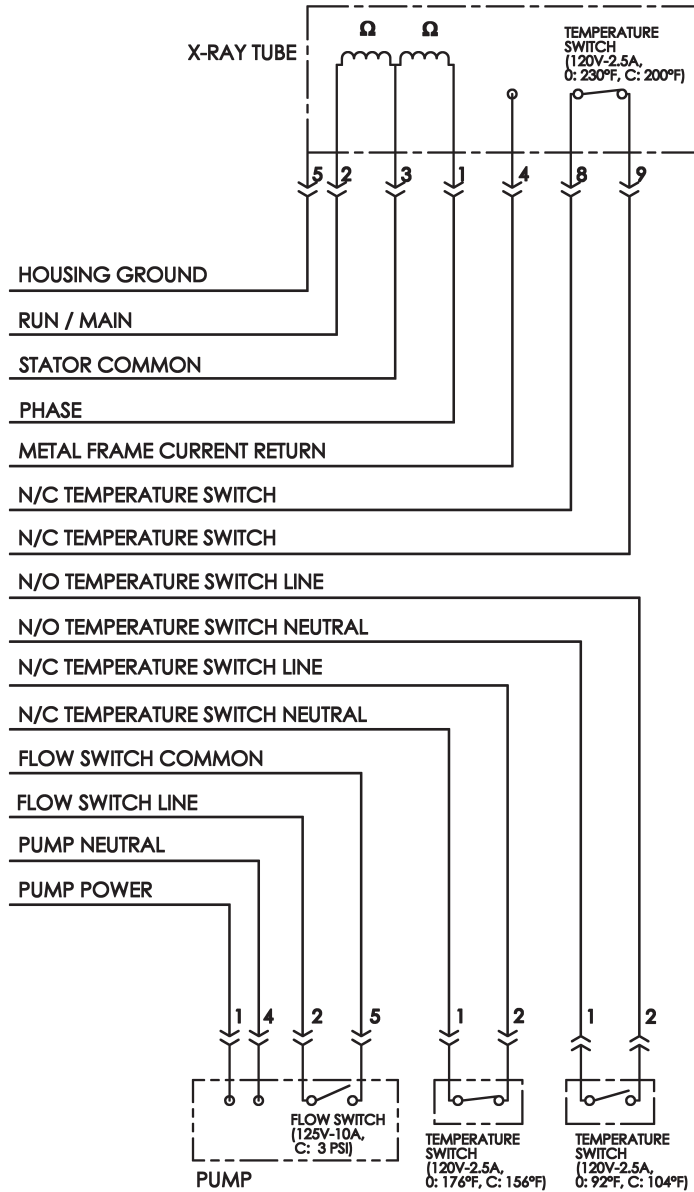 Ω Ω
TEMPERATURE
SWITCH
(120V-2.5A,
0: 230°F, C: 200°F)
X-RAY TUBE
5 2 3 1 4 8 9
HOUSING GROUND
RUN / MAIN
STATOR COMMON
PHASE
METAL FRAME CURRENT RETURN
N/C TEMPERATURE SWITCH
N/C TEMPERATURE SWITCH
N/O TEMPERATURE SWITCH LINE
N/O TEMPERATURE SWITCH NEUTRAL
N/C TEMPERATURE SWITCH LINE
N/C TEMPERATURE SWITCH NEUTRAL
FLOW SWITCH COMMON
FLOW SWITCH LINE
PUMP NEUTRAL
PUMP POWER
1 4 2 5 1 2 1 2
FLOW SWITCH
(125V-10A,
C: 3 PSI)
PUMP
TEMPERATURE
SWITCH
(120V-2.5A,
0: 176°F, C: 156°F)
TEMPERATURE
SWITCH
(120V-2.5A,
0: 92°F, C: 104°F)